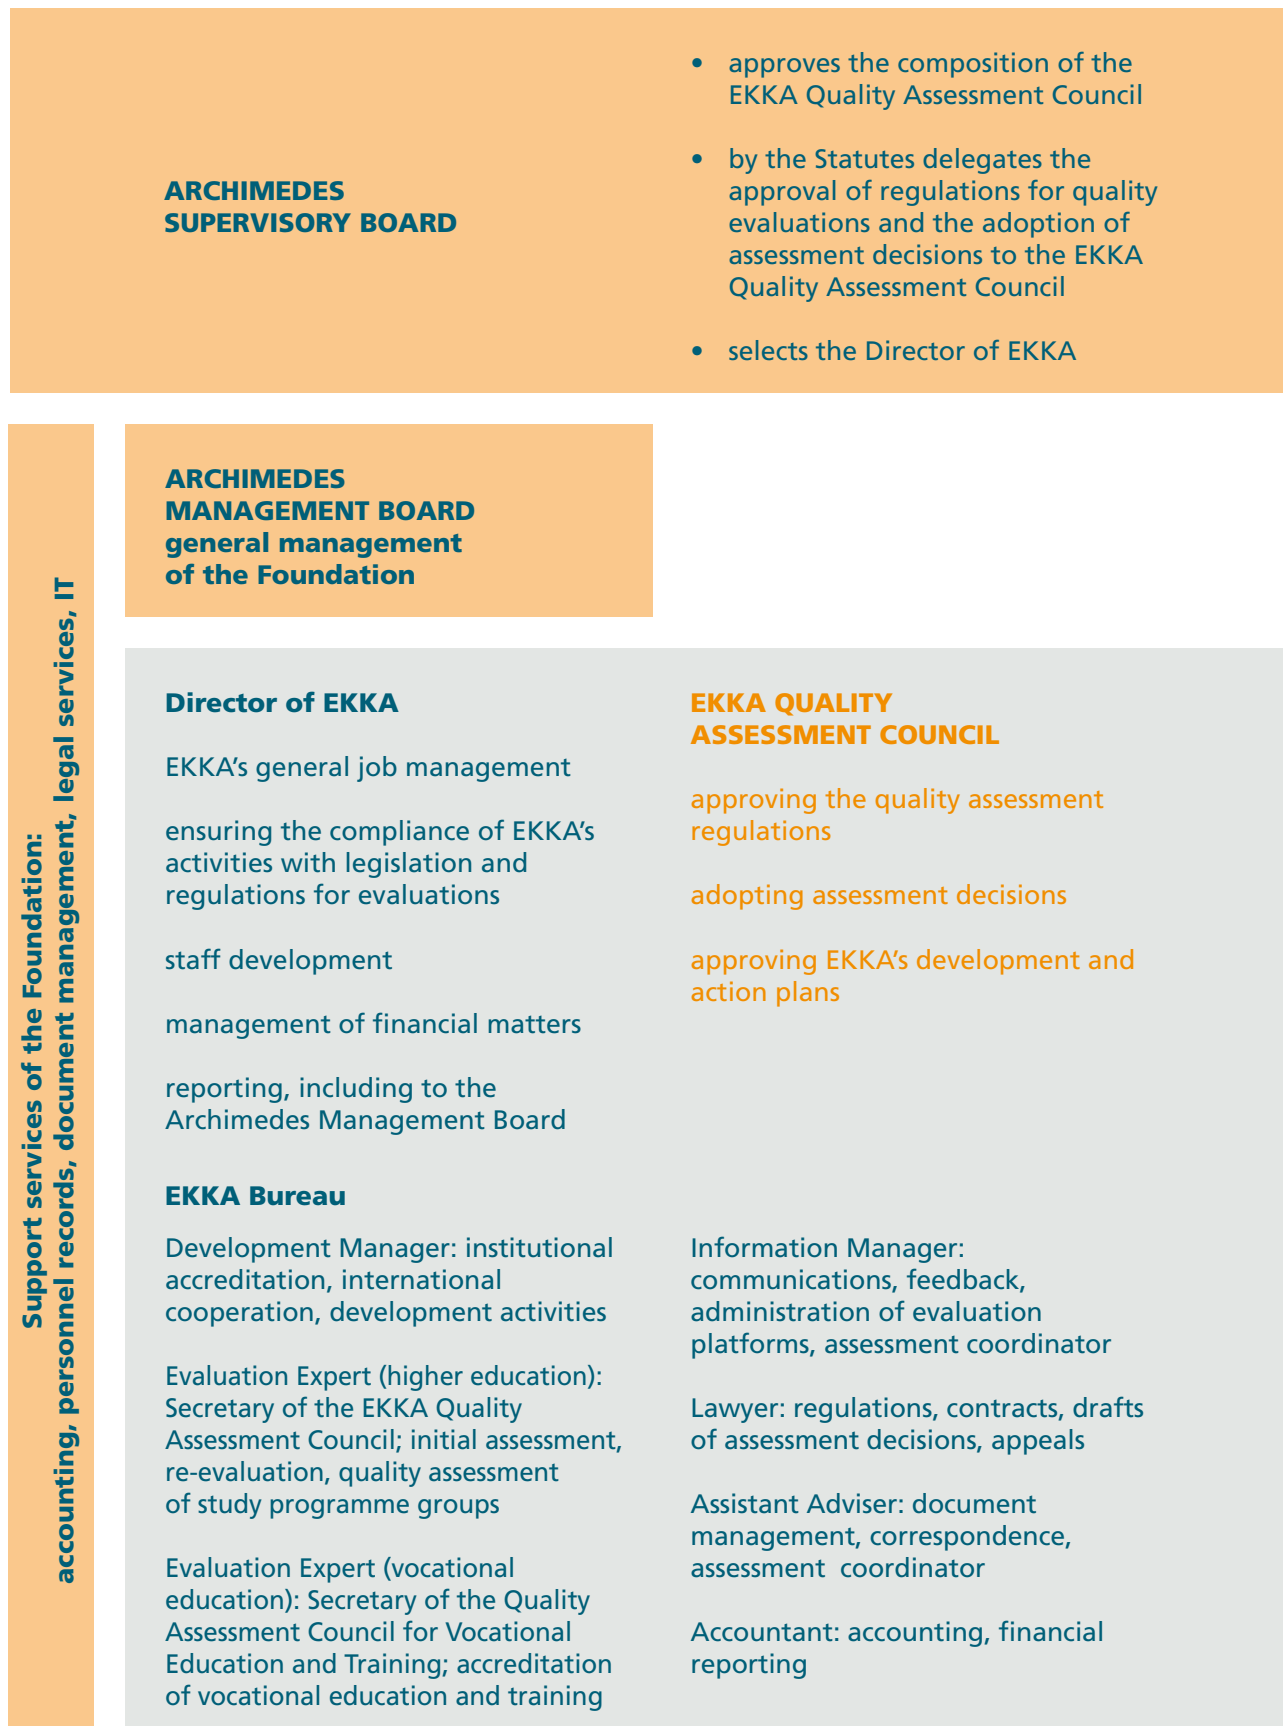 ARCHIMEDES
SUPERVISORY BOARD
• approves the composition of the
EKKA Quality Assessment Council
• by the Statutes delegates the
approval of regulations for quality
evaluations and the adoption of
assessment decisions to the EKKA
Quality Assessment Council
• selects the Director of EKKA
Support services of the Foundation:
accounting, personnel records, document management, legal services, IT
ARCHIMEDES
MANAGEMENT BOARD
general management
of the Foundation
Director of EKKA
EKKA’s general job management
ensuring the compliance of EKKA’s
activities with legislation and
regulations for evaluations
staff development
management of financial matters
reporting, including to the
Archimedes Management Board
EKKA QUALITY
ASSESSMENT COUNCIL
approving the quality assessment
regulations
adopting assessment decisions
approving EKKA’s development and
action plans
EKKA Bureau
Development Manager: institutional
accreditation, international
cooperation, development activities
Evaluation Expert (higher education):
Secretary of the EKKA Quality
Assessment Council; initial assessment,
re-evaluation, quality assessment
of study programme groups
Evaluation Expert (vocational
education): Secretary of the Quality
Assessment Council for Vocational
Education and Training; accreditation
of vocational education and training
Information Manager:
communications, feedback,
administration of evaluation
platforms, assessment coordinator
Lawyer: regulations, contracts, drafts
of assessment decisions, appeals
Assistant Adviser: document
management, correspondence,
assessment  coordinator
Accountant: accounting, financial
reporting